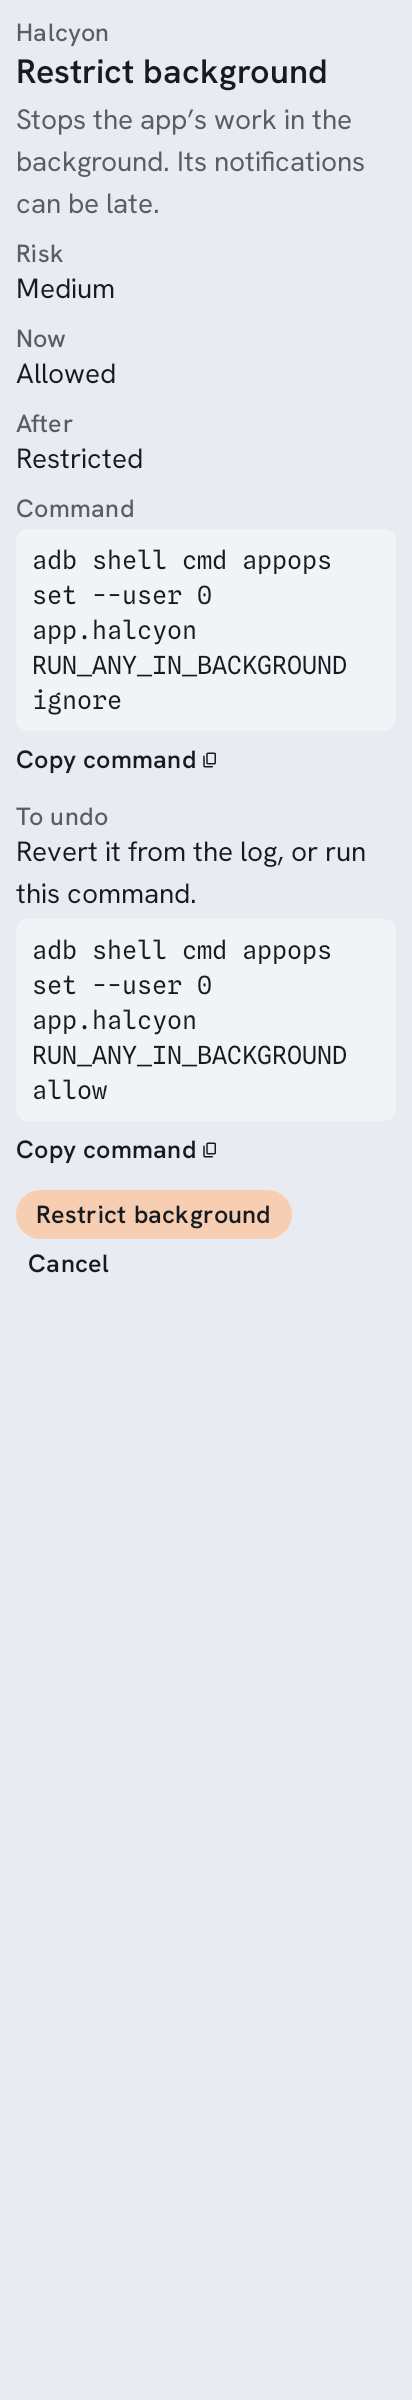 Halcyon
Restrict background
Stops the app’s work in the
background. Its notifications
can be late.
Risk
Medium
Now
Allowed
After
Restricted
Command
adb shell cmd appops
set --user 0
app.halcyon
RUN_ANY_IN_BACKGROUND
ignore
Copy command
To undo
Revert it from the log, or run
this command.
adb shell cmd appops
set --user 0
app.halcyon
RUN_ANY_IN_BACKGROUND
allow
Copy command
Restrict background
Cancel